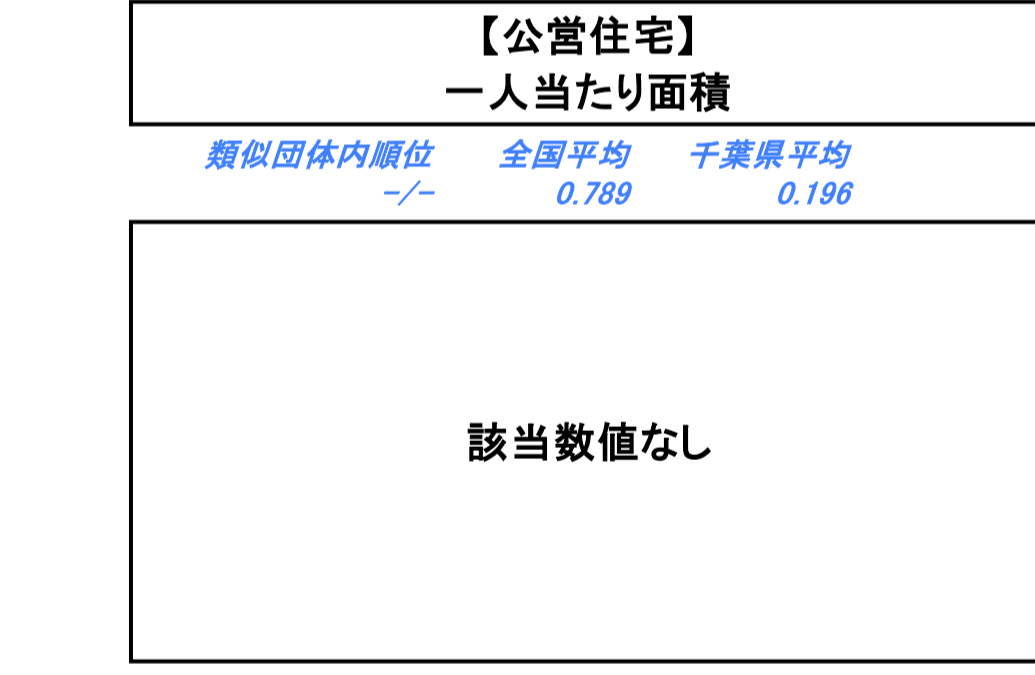 【公営住宅】
一人当たり面積
類似団体内順位 全国平均 千葉県平均
-/- 0.789 0.196
該当数値なし